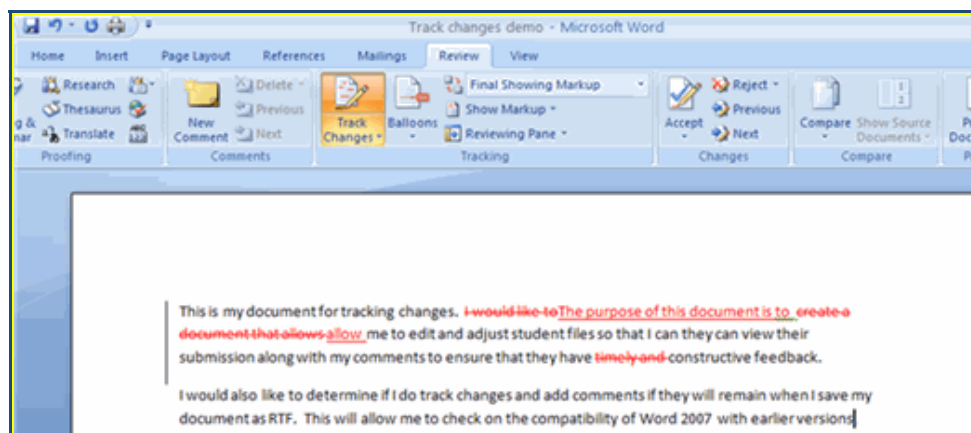 Track changes demo - Microsoft Word
Home Insert Page Layout References Mailings Review View
Research Delete Final Showing Markup Reject
Thesaurus Previous Show Markup Previous
Translate New Comment Next Track Changes Balloons Reviewing Pane Accept Next Compare Show Source Documents
Proofing Comments Tracking Changes Compare
This is my document for tracking changes. I would like toThe purpose of this document is to create a
document that allows allow me to edit and adjust student files so that I can they can view their
submission along with my comments to ensure that they have timely and constructive feedback.
I would also like to determine if I do track changes and add comments if they will remain when I save my
document as RTF. This will allow me to check on the compatibility of Word 2007 with earlier versions